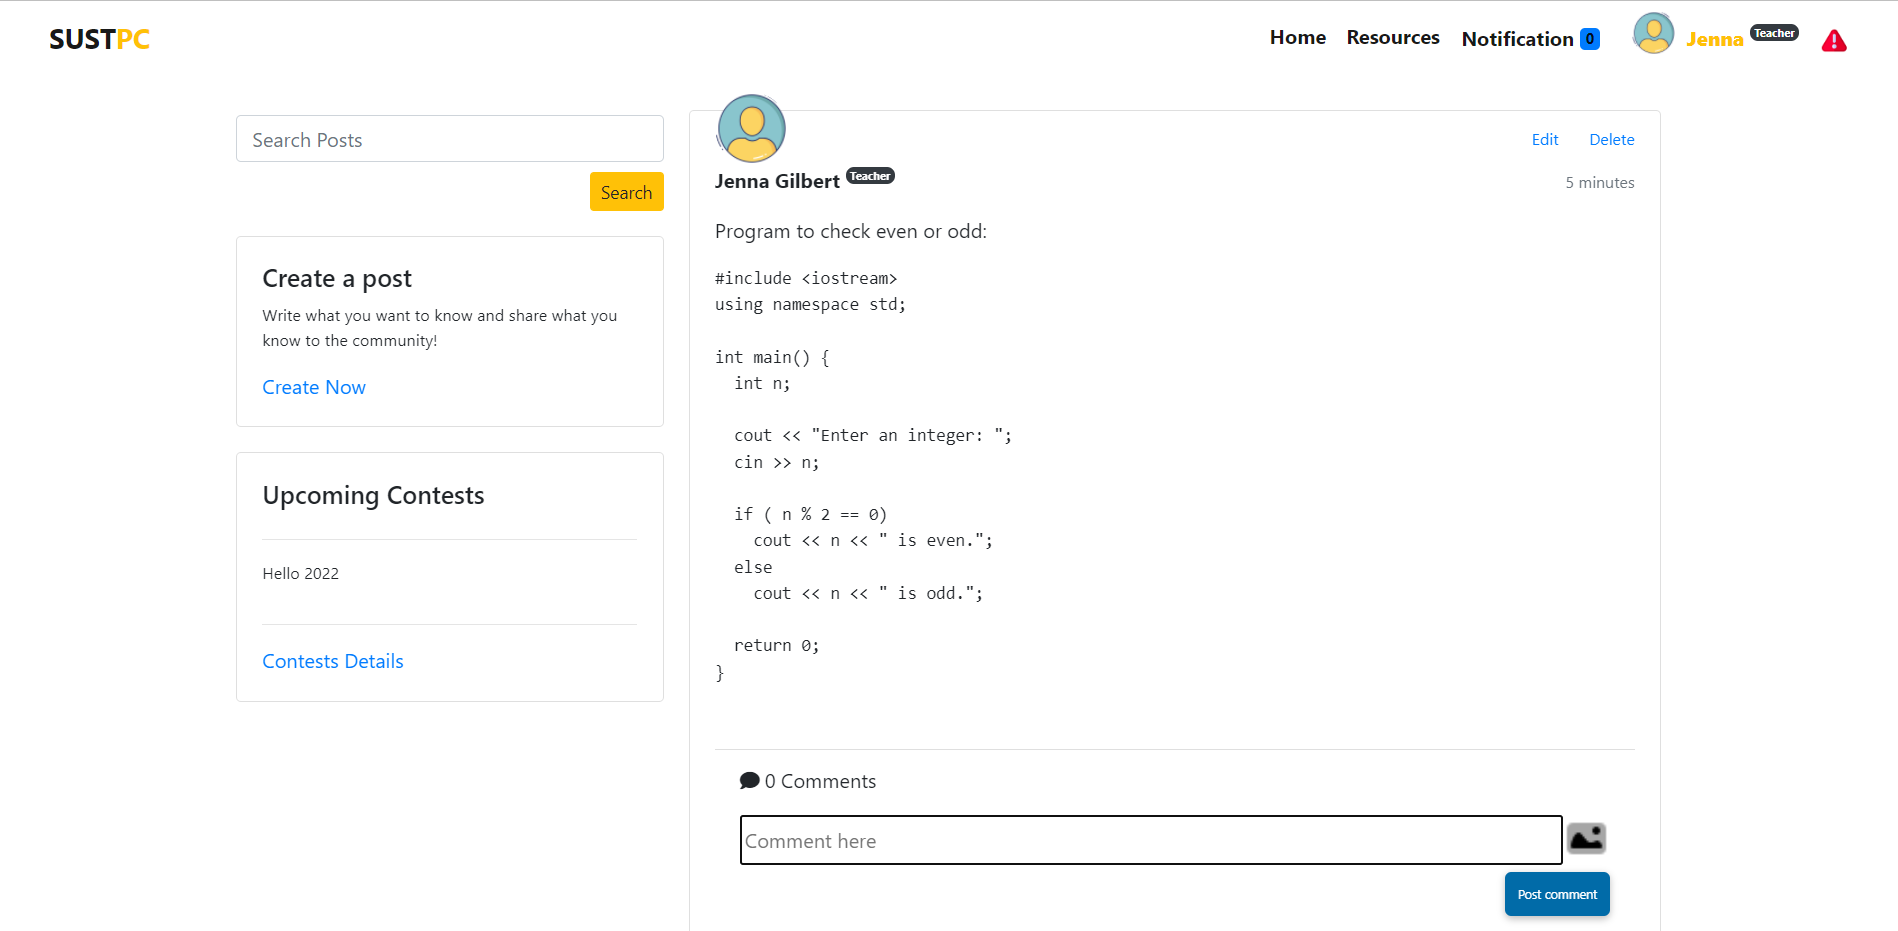 SUSTPC
Home Resources Notification 0 Jenna Teacher
Search Posts
Search
Create a post
Write what you want to know and share what you
know to the community!
Create Now
Upcoming Contests
Hello 2022
Contests Details
Edit Delete
Jenna Gilbert Teacher
5 minutes
Program to check even or odd:
#include <iostream>
using namespace std;
int main() {
  int n;
  cout << "Enter an integer: ";
  cin >> n;
  if ( n % 2 == 0)
    cout << n << " is even.";
  else
    cout << n << " is odd.";
  return 0;
}
0 Comments
Comment here
Post comment